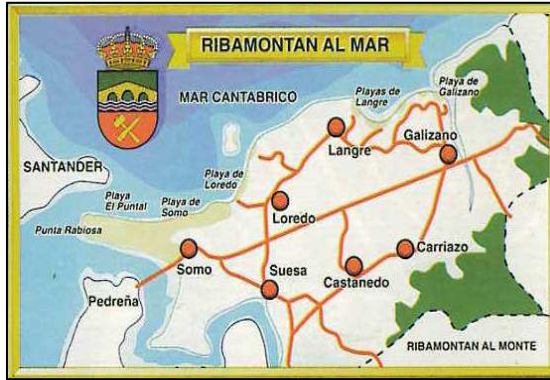 RIBAMONTAN AL MAR
MAR CANTABRICO
Playas de
Langre
Playa de
Galizano
Galizano
Langre
SANTANDER
Playa de
Loredo
Playa
El Puntal
Playa de
Somo
Loredo
Punta Rabiosa
Carriazo
Somo
Suesa
Castanedo
Pedreña
RIBAMONTAN AL MONTE